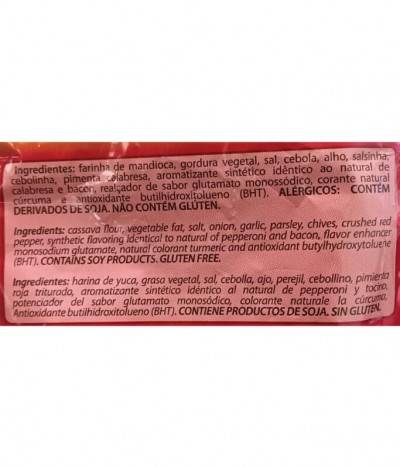 Ingredientes: farinha de mandioca, gordura vegetal, sal, cebola, alho, salsinha,
cebolinha, pimenta calabresa, aromatizante sintético idêntico ao natural de
calabresa e bacon, realçador de sabor glutamato monossódico, corante natural
cúrcuma e antioxidante butilhidroxitolueno (BHT). ALÉRGICOS: CONTÉM
DERIVADOS DE SOJA. NÃO CONTÉM GLÚTEN.
Ingredients: cassava flour, vegetable fat, salt, onion, garlic, parsley, chives, crushed red
pepper, synthetic flavoring identical to natural of pepperoni and bacon, flavor enhancer
monosodium glutamate, natural colorant turmeric and antioxidant butylhydroxytoluene
(BHT). CONTAINS SOY PRODUCTS. GLUTEN FREE.
Ingredientes: harina de yuca, grasa vegetal, sal, cebolla, ajo, perejil, cebollino, pimienta
roja triturada, aromatizante sintético idéntico al natural de pepperoni y tocino,
potenciador del sabor glutamato monosódico, colorante naturale la cúrcuma,
Antioxidante butilhidroxitolueno (BHT). CONTIENE PRODUCTOS DE SOJA. SIN GLUTEN.